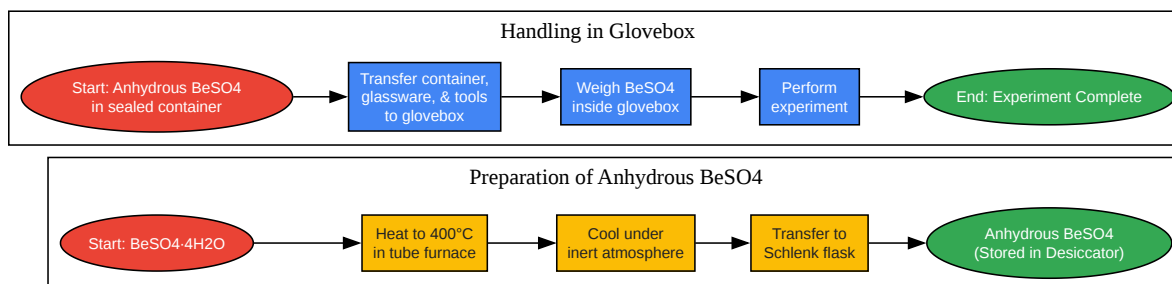 Handling in Glovebox
Start: Anhydrous BeSO4
in sealed container
Transfer container,
glassware, & tools
to glovebox
Weigh BeSO4
inside glovebox
Perform
experiment
End: Experiment Complete
Preparation of Anhydrous BeSO4
Start: BeSO4·4H2O
Heat to 400°C
in tube furnace
Cool under
inert atmosphere
Transfer to
Schlenk flask
Anhydrous BeSO4
(Stored in Desiccator)